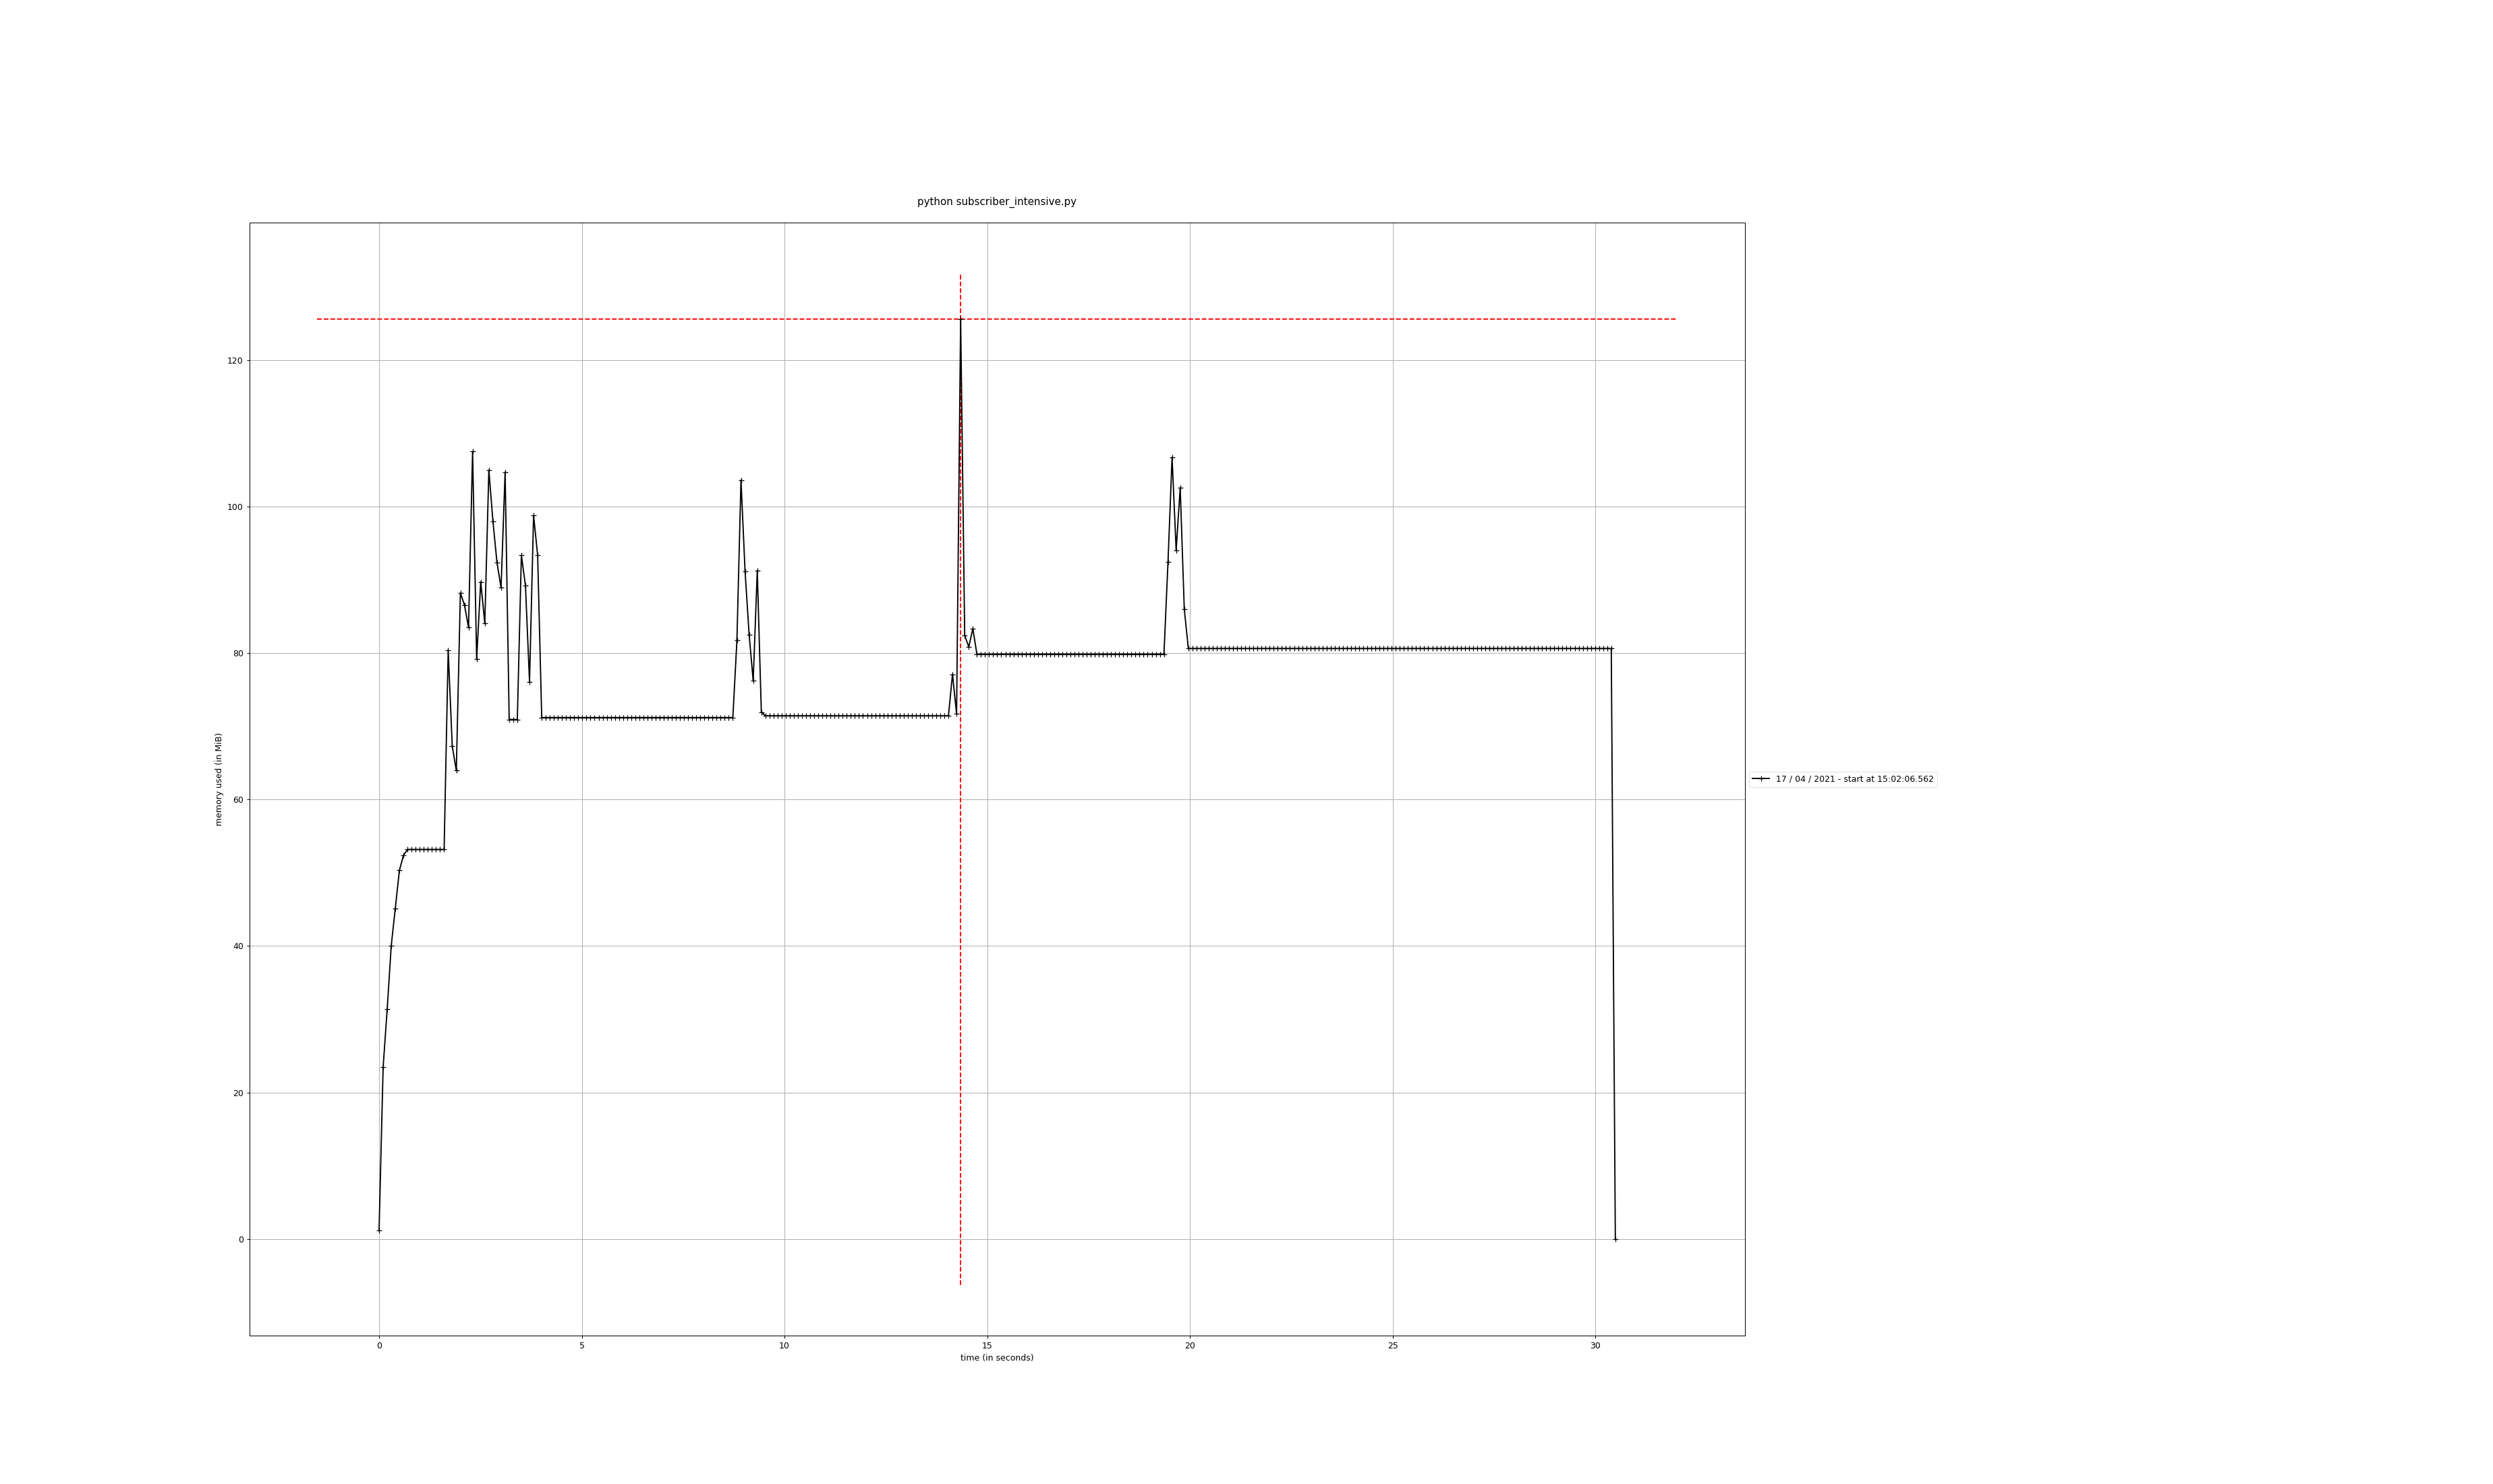 python subscriber_intensive.py
120
100
80
60
40
20
0
memory used (in MiB)
0 5 10 15 20 25 30
time (in seconds)
17 / 04 / 2021 - start at 15:02:06.562